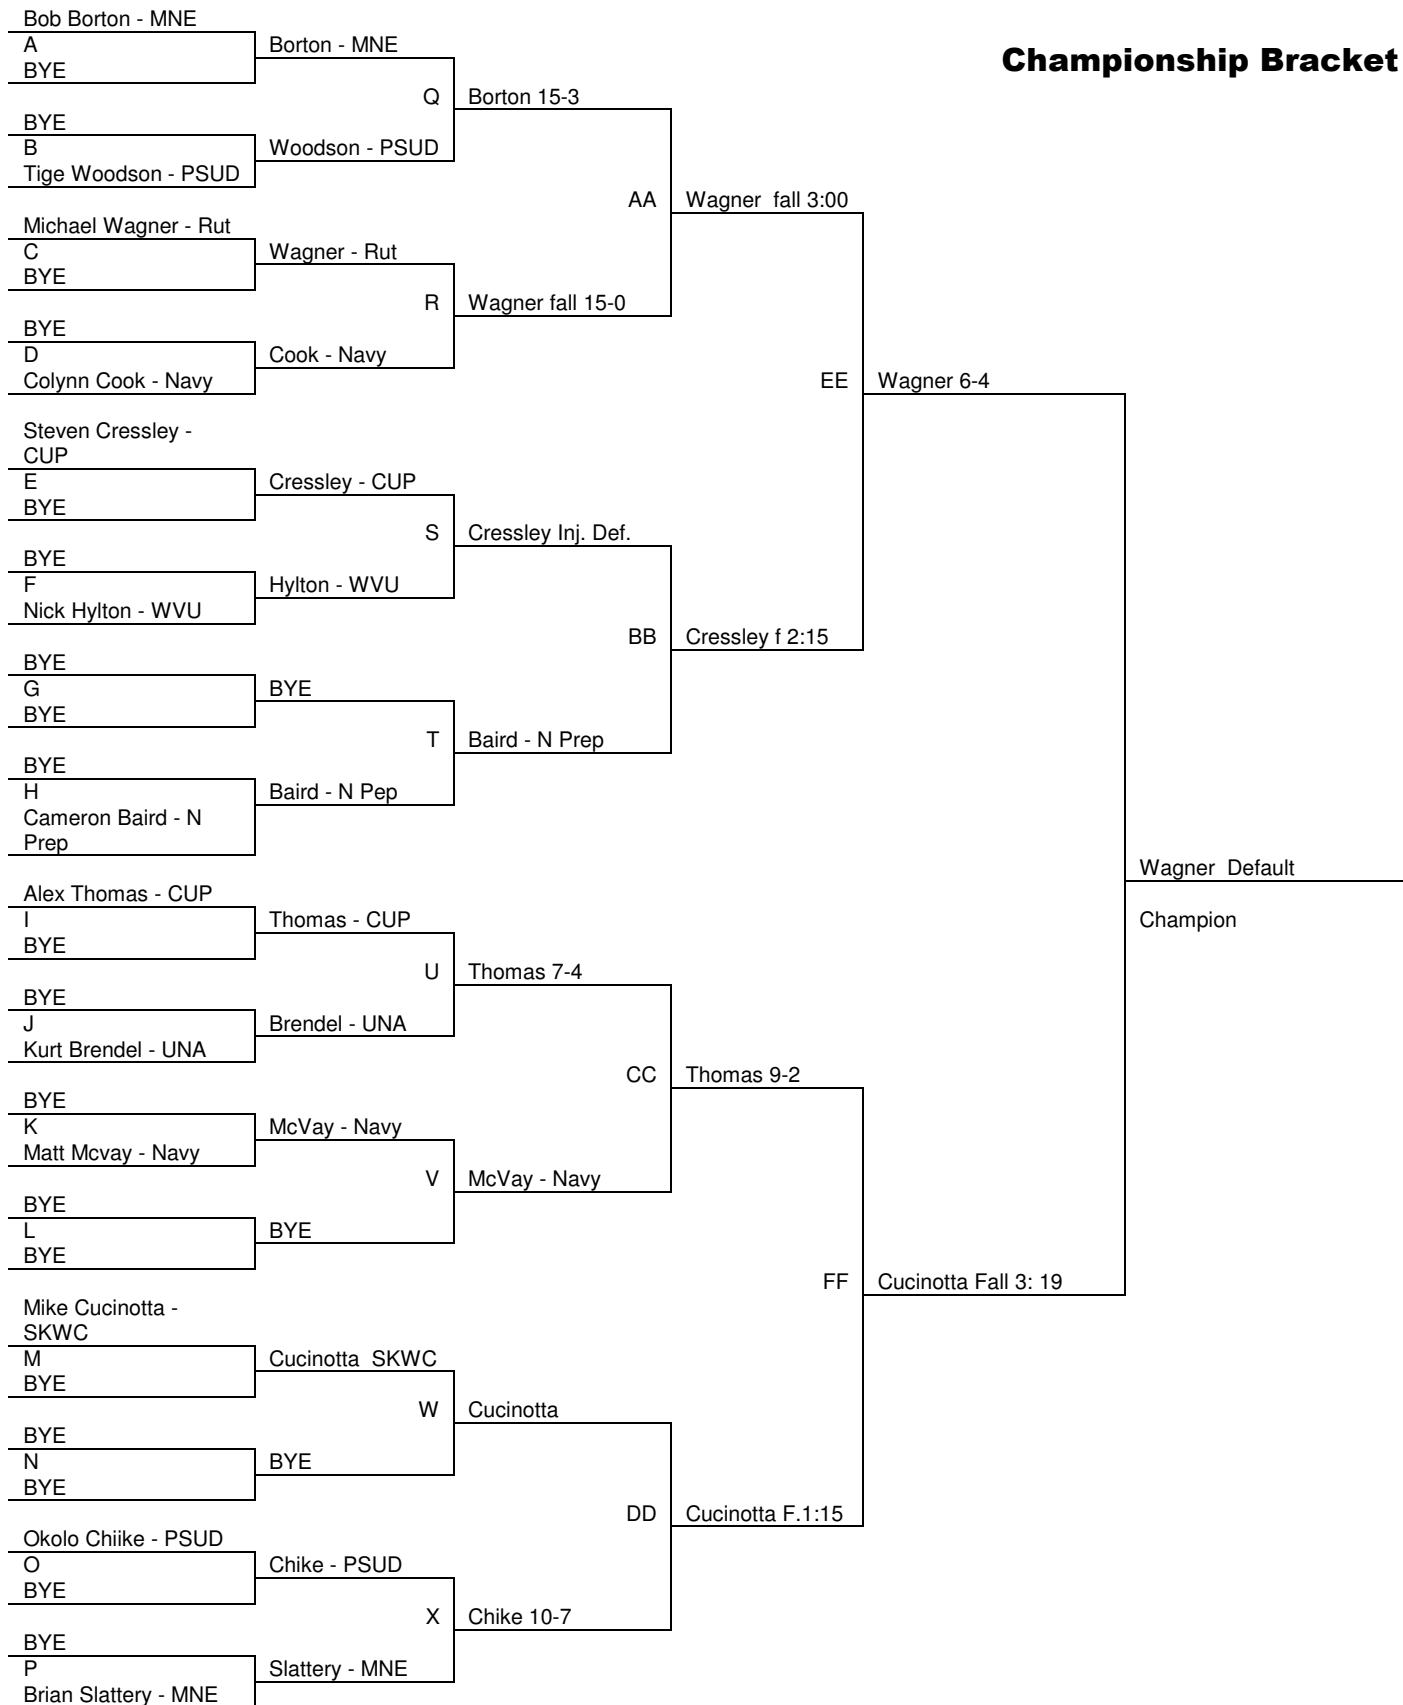 Bob Borton - MNE
A
Borton - MNE
Championship Bracket
BYE
Q
Borton 15-3
BYE
B
Woodson - PSUD
Tige Woodson - PSUD
AA
Wagner  fall 3:00
Michael Wagner - Rut
C
Wagner - Rut
BYE
R
Wagner fall 15-0
BYE
D
Cook - Navy
Colynn Cook - Navy
EE
Wagner 6-4
Steven Cressley -
CUP
E
Cressley - CUP
BYE
S
Cressley Inj. Def.
BYE
F
Hylton - WVU
Nick Hylton - WVU
BB
Cressley f 2:15
BYE
G
BYE
BYE
T
Baird - N Prep
BYE
H
Baird - N Pep
Cameron Baird - N
Prep
Wagner  Default
Alex Thomas - CUP
I
Thomas - CUP
Champion
BYE
U
Thomas 7-4
BYE
J
Brendel - UNA
Kurt Brendel - UNA
CC
Thomas 9-2
BYE
K
McVay - Navy
Matt Mcvay - Navy
V
McVay - Navy
BYE
L
BYE
BYE
FF
Cucinotta Fall 3: 19
Mike Cucinotta -
SKWC
M
Cucinotta  SKWC
BYE
W
Cucinotta
BYE
N
BYE
BYE
DD
Cucinotta F.1:15
Okolo Chiike - PSUD
O
Chike - PSUD
BYE
X
Chike 10-7
BYE
P
Slattery - MNE
Brian Slattery - MNE